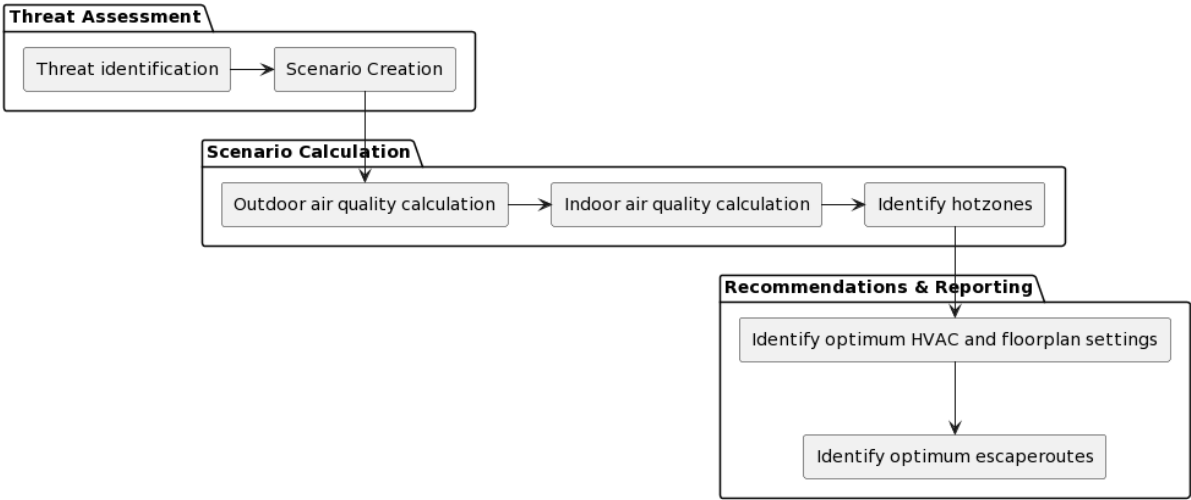 Threat Assessment
Threat identification
Scenario Creation
Scenario Calculation
Outdoor air quality calculation
Indoor air quality calculation
Identify hotzones
Recommendations & Reporting
Identify optimum HVAC and floorplan settings
Identify optimum escaperoutes